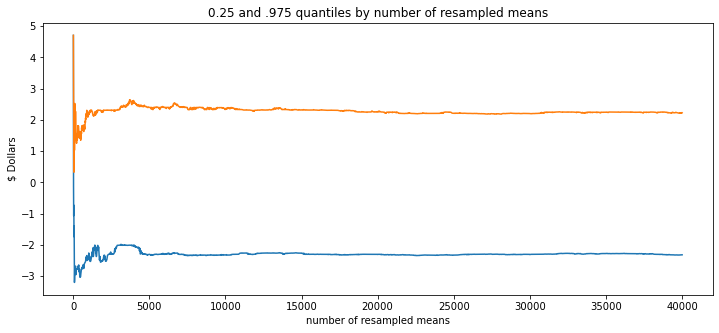 0.25 and .975 quantiles by number of resampled means
$ Dollars
5
4
3
2
1
0
−1
−2
−3
0 5000 10000 15000 20000 25000 30000 35000 40000
number of resampled means